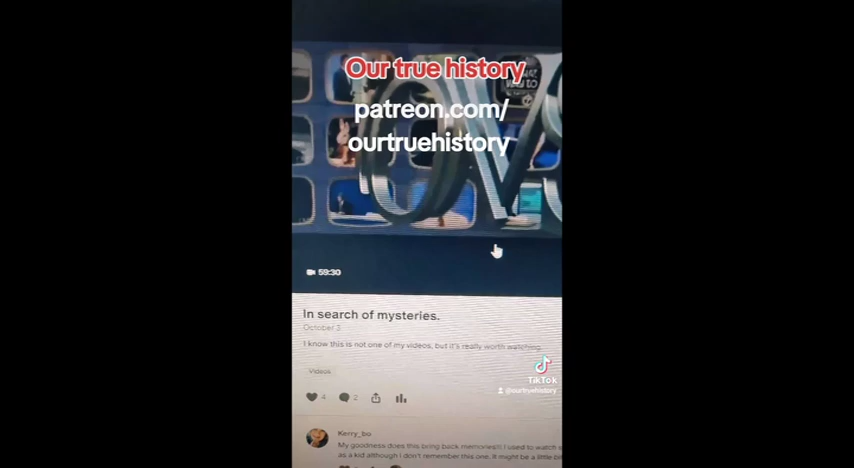 Our true history
patreon.com/
ourtruehistory
59:30
In search of mysteries.
October 3
I know this is not one of my videos, but it's really worth watching.
Videos
4
2
TikTok
@ourtruehistory
Kerry_bo
My goodness does this bring back memories!! I used to watch
as a kid although I don't remember this one. It might be a little bit